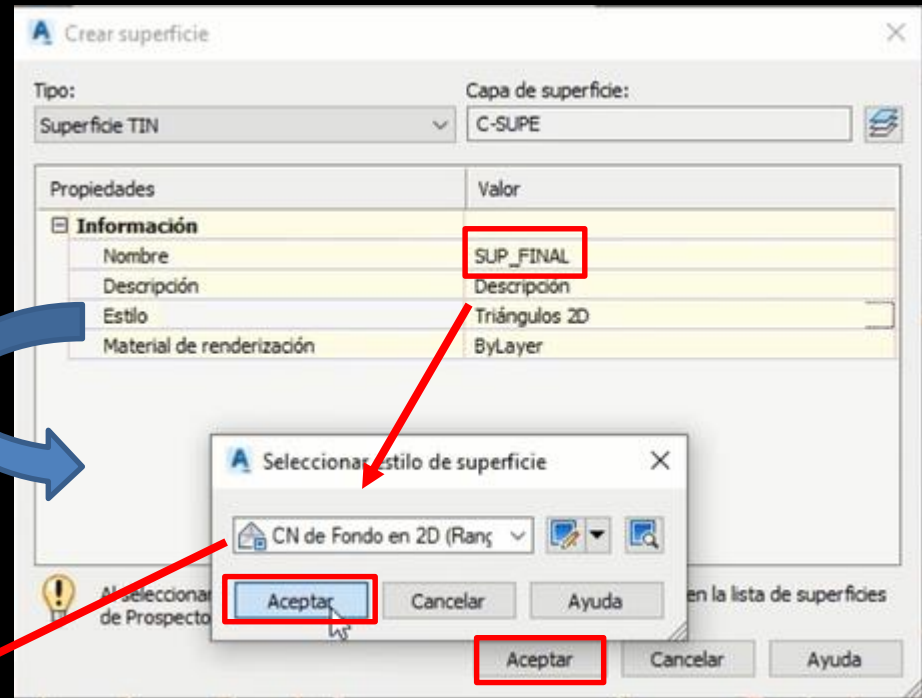 Crear superficie
Tipo:
Capa de superficie:
Superficie TIN
C-SUPE
Propiedades
Valor
Información
Nombre
SUP_FINAL
Descripción
Descripción
Estilo
Triángulos 2D
Material de renderización
ByLayer
Seleccionar estilo de superficie
CN de Fondo en 2D (Rang
Aceptar
Cancelar
Ayuda
Al seleccionar
en la lista de superficies
de Prospecto
Aceptar
Cancelar
Ayuda